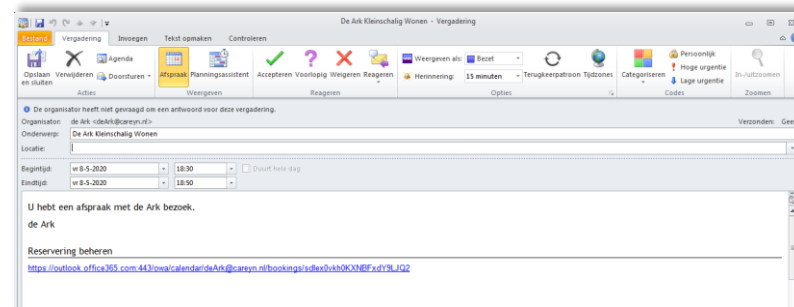 De Ark Kleinschalig Wonen - Vergadering
Bestand Vergadering Invoegen Tekst opmaken Controleren
Opslaan en sluiten Verwijderen Agenda Doorsturen Afspraak Planningsassistent Accepteren Voorlopig Weigeren Reageren Weergeven als: Bezet Herinnering: 15 minuten Terugkeerpatroon Tijdzones Categoriseren Persoonlijk Hoge urgentie Lage urgentie In-/uitzoomen
Acties Weergeven Reageren Opties Codes Zoomen
De organisator heeft niet gevraagd om een antwoord voor deze vergadering.
Organisator: de Ark <deArk@careyn.nl> Verzonden: Gee
Onderwerp: De Ark Kleinschalig Wonen
Locatie:
Begintijd: vr 8-5-2020 18:30 Duurt hele dag
Eindtijd: vr 8-5-2020 18:50
U hebt een afspraak met de Ark bezoek.
de Ark
Reservering beheren
https://outlook.office365.com:443/owa/calendar/deArk@careyn.nl/bookings/sdlex0vkh0KXNBFxdY9LJQ2